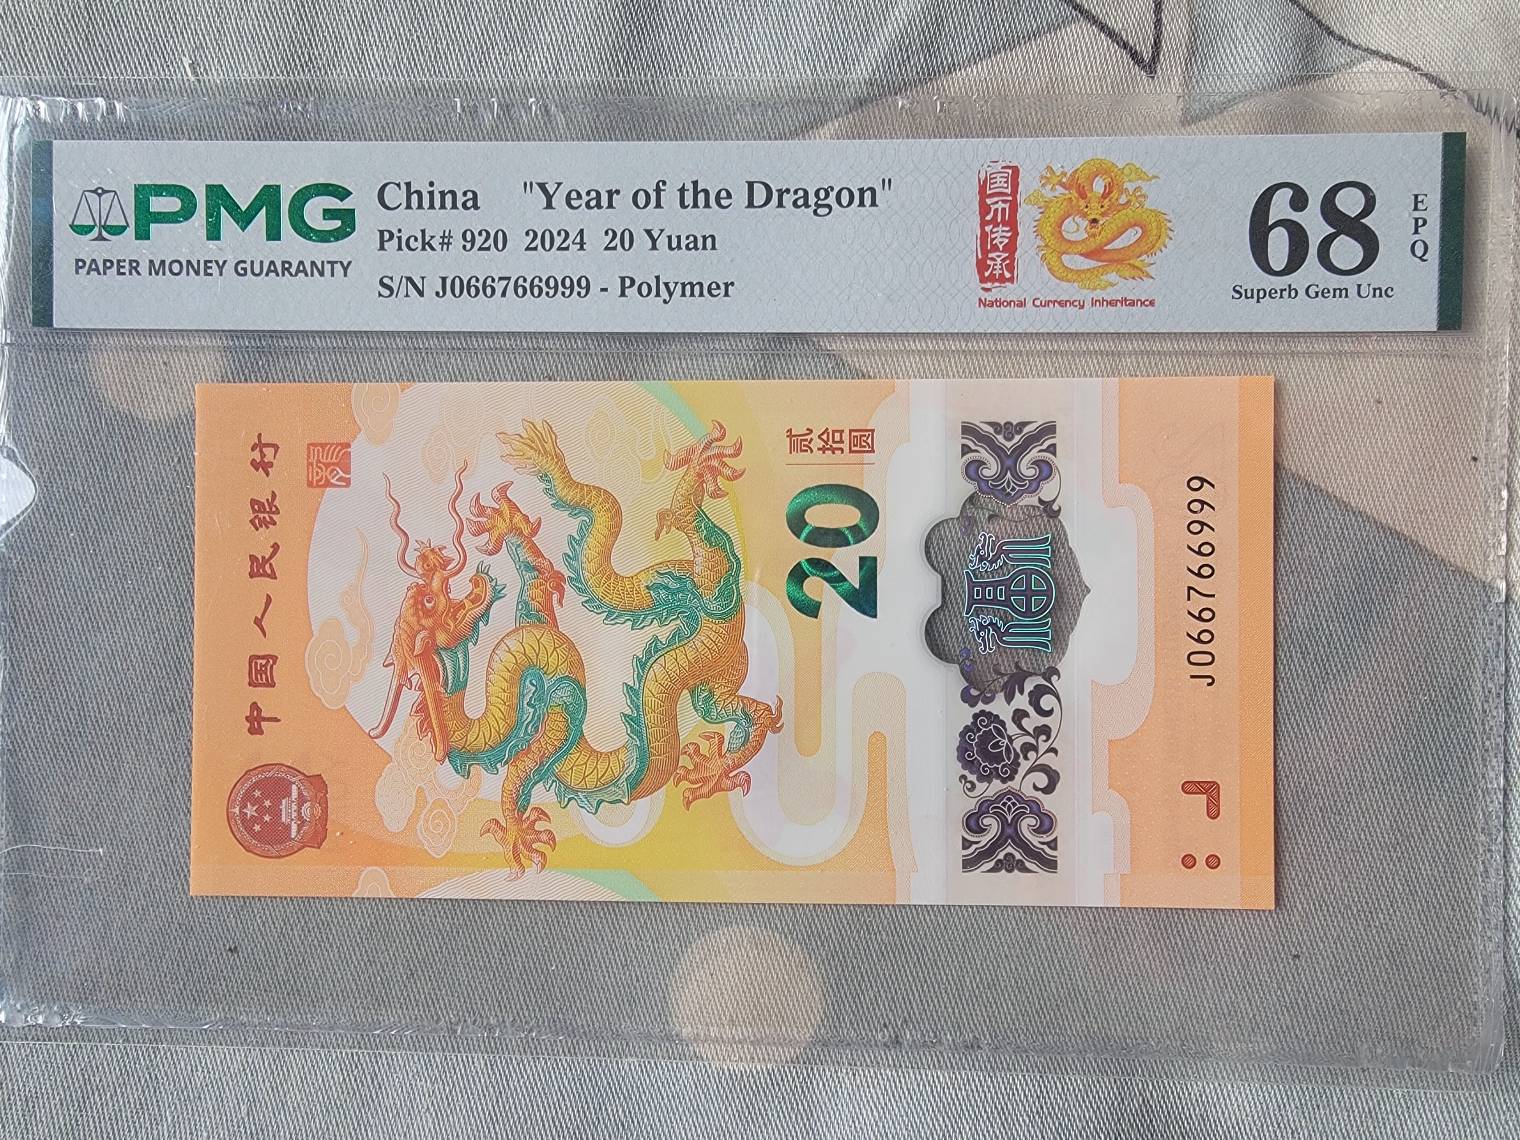 PMG
PAPER MONEY GUARANTY
China "Year of the Dragon"
Pick# 920 2024 20 Yuan
S/N J066766999 - Polymer
国币传承
National Currency Inheritance
68
EPQ
Superb Gem Unc
中国人民银行
贰拾圆
20
J066766999